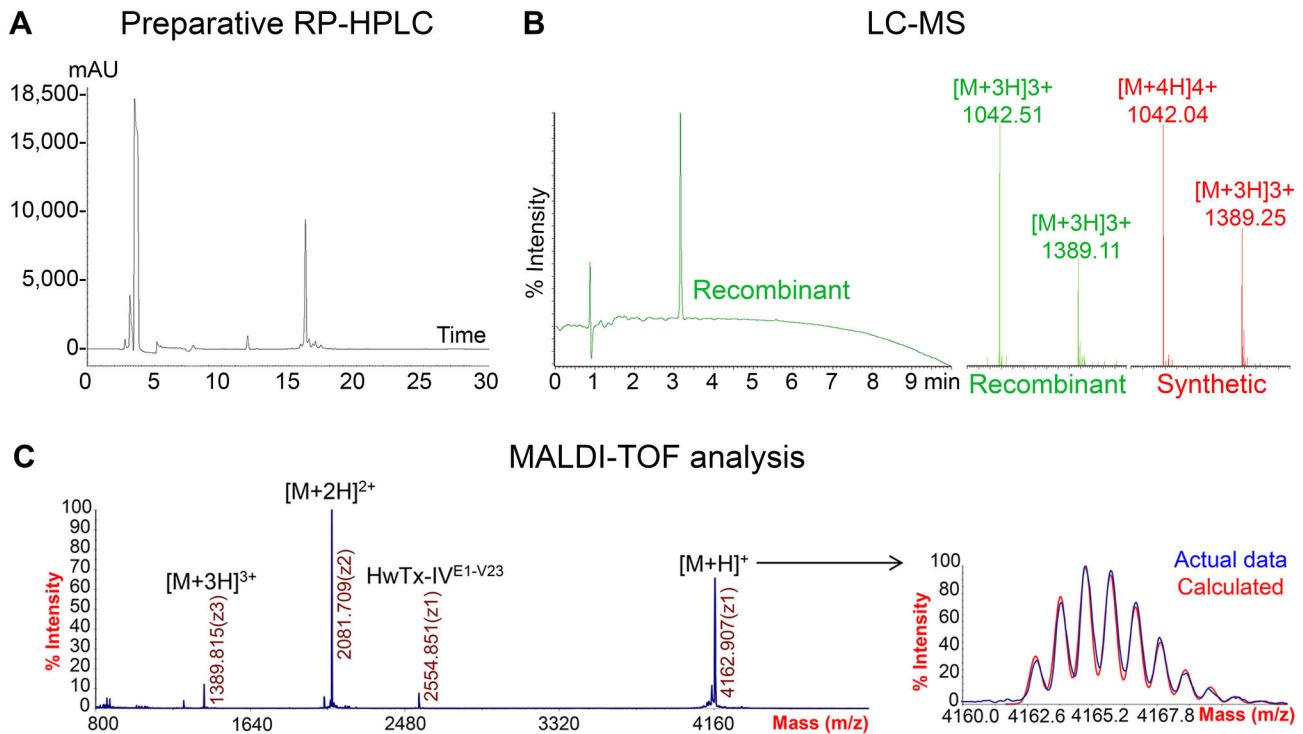 A
Preparative RP-HPLC
mAU
18,500-
15,000-
10,000-
5,000-
0-
Time
0 5 10 15 20 25 30
B
LC-MS
% Intensity
Recombinant
0 1 2 3 4 5 6 7 8 9 min
[M+3H]3+
1042.51
[M+3H]3+
1389.11
Recombinant
[M+4H]4+
1042.04
[M+3H]3+
1389.25
Synthetic
C
MALDI-TOF analysis
% Intensity
100
90
80
70
60
50
40
30
20
10
0
[M+3H]3+
1389.815(z3)
[M+2H]2+
2081.709(z2)
HwTx-IVE1-V23
2554.851(z1)
[M+H]+
4162.907(z1)
800 1640 2480 3320 4160 Mass (m/z)
Actual data
Calculated
% Intensity
100
80
60
40
20
0
4160.0 4162.6 4165.2 4167.8 Mass (m/z)